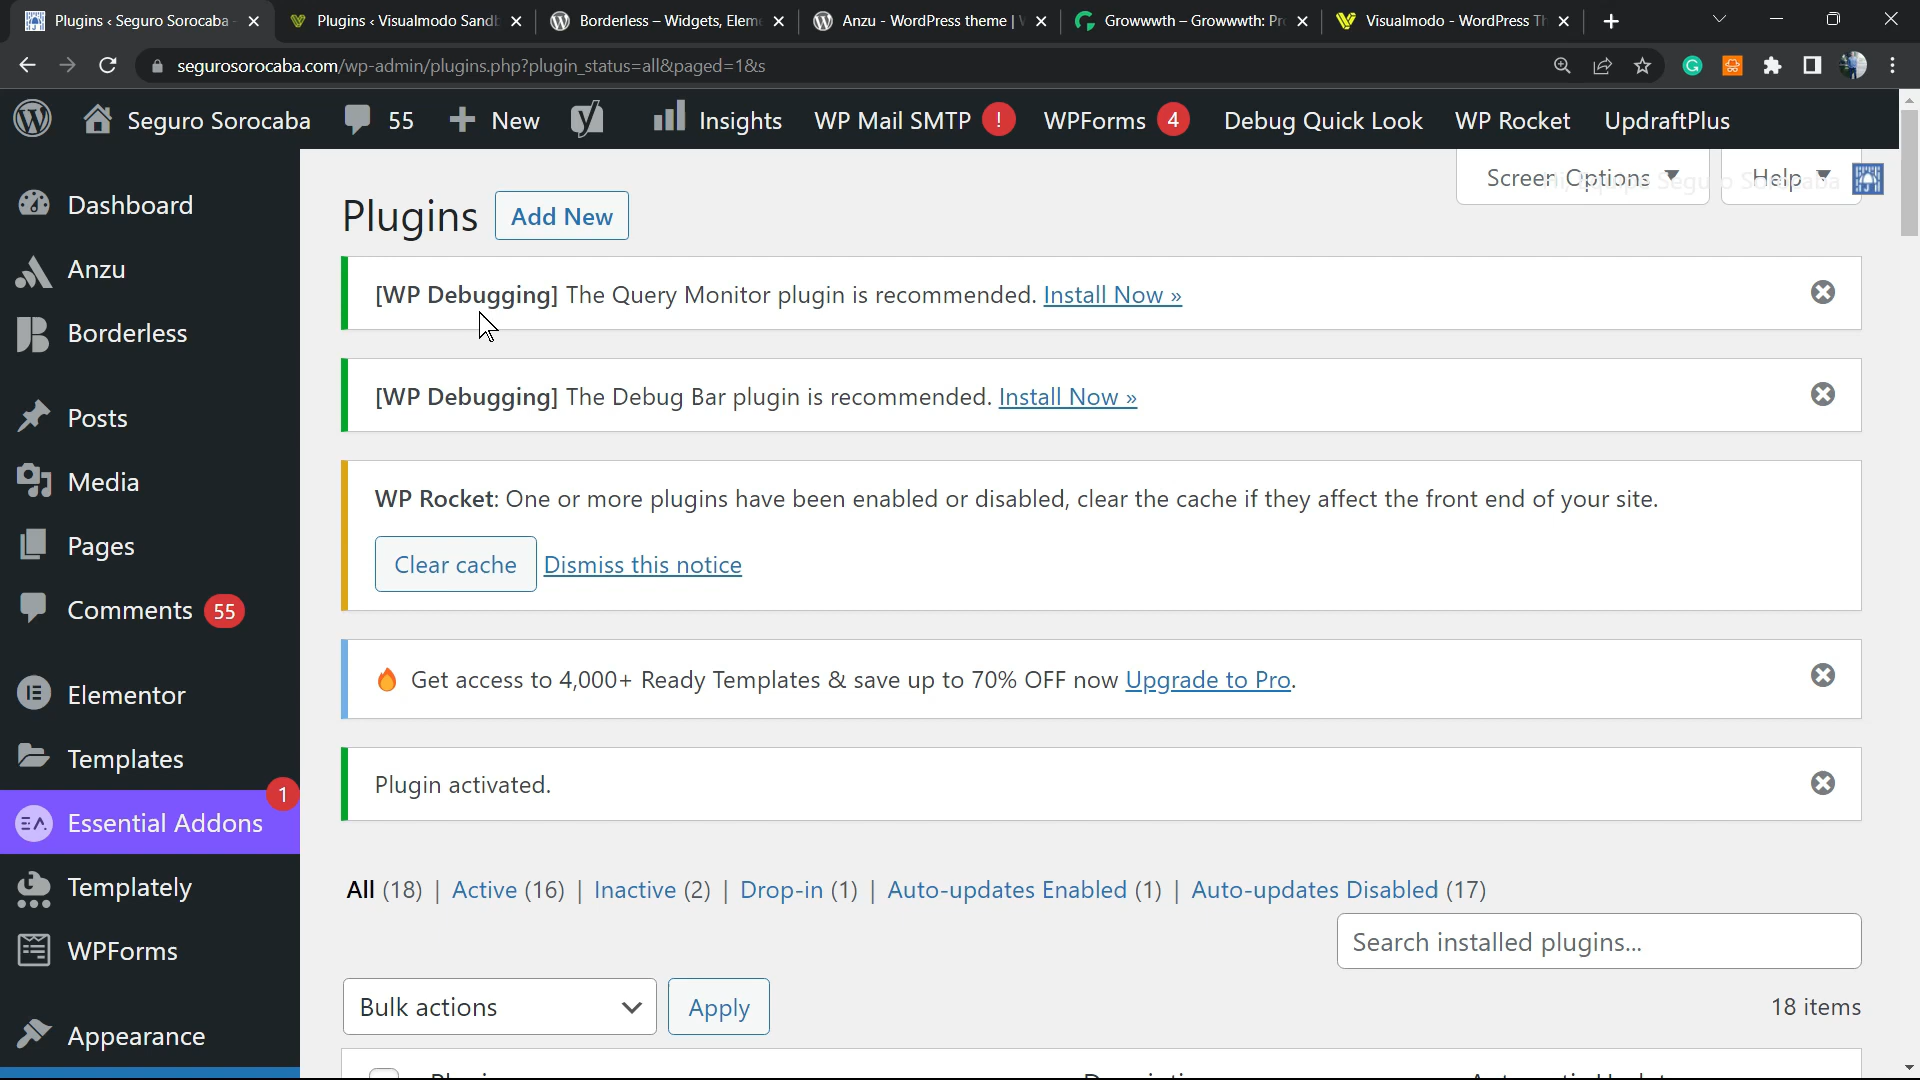 Plugins ‹ Seguro Sorocaba
Plugins ‹ Visualmodo Sandb
Borderless – Widgets, Elem
Anzu - WordPress theme |
Growwwth – Growwwth: Pr
Visualmodo - WordPress Th
segurosorocaba.com/wp-admin/plugins.php?plugin_status=all&paged=1&s
Seguro Sorocaba
55
New
Insights
WP Mail SMTP !
WPForms 4
Debug Quick Look
WP Rocket
UpdraftPlus
Screen Options
Help
Dashboard
Anzu
Borderless
Posts
Media
Pages
Comments 55
Elementor
Templates
Essential Addons
1
Templately
WPForms
Appearance
Plugins
Add New
[WP Debugging] The Query Monitor plugin is recommended. Install Now »
[WP Debugging] The Debug Bar plugin is recommended. Install Now »
WP Rocket: One or more plugins have been enabled or disabled, clear the cache if they affect the front end of your site.
Clear cache
Dismiss this notice
Get access to 4,000+ Ready Templates & save up to 70% OFF now Upgrade to Pro.
Plugin activated.
All (18) | Active (16) | Inactive (2) | Drop-in (1) | Auto-updates Enabled (1) | Auto-updates Disabled (17)
Search installed plugins...
Bulk actions
Apply
18 items